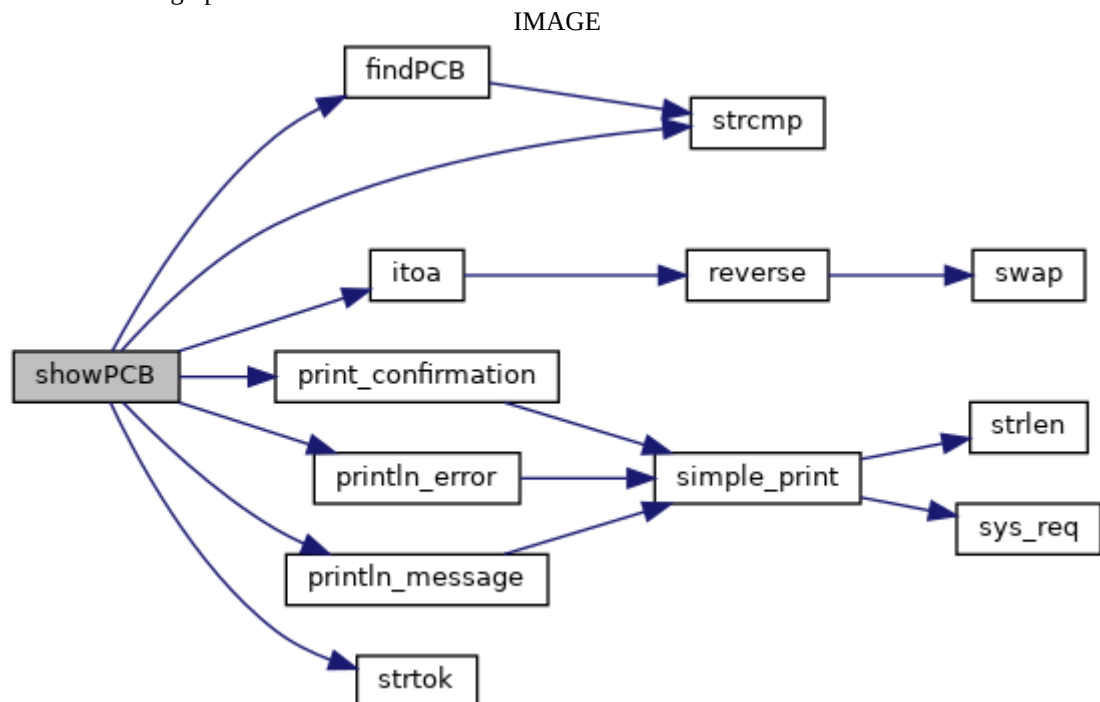 IMAGE
findPCB
strcmp
itoa
reverse
swap
showPCB
print_confirmation
strlen
println_error
simple_print
sys_req
println_message
strtok